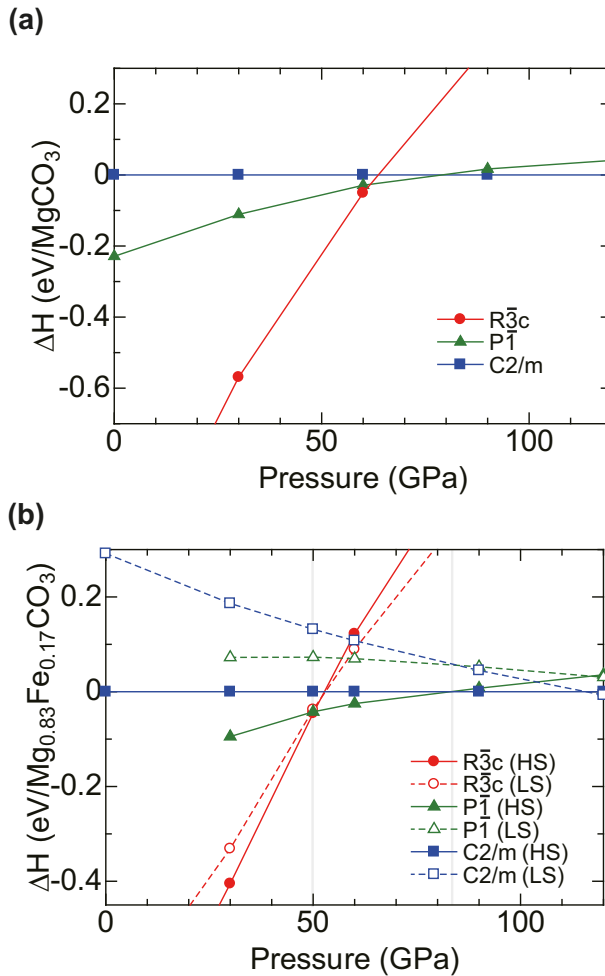 (a)
ΔH (eV/MgCO₃)
0.2
0
-0.2
-0.4
-0.6
R3̅c
P1̅
C2/m
0 50 100
Pressure (GPa)
(b)
ΔH (eV/Mg₀.₈₃Fe₀.₁₇CO₃)
0.2
0
-0.2
-0.4
R3̅c (HS)
R3̅c (LS)
P1̅ (HS)
P1̅ (LS)
C2/m (HS)
C2/m (LS)
0 50 100
Pressure (GPa)